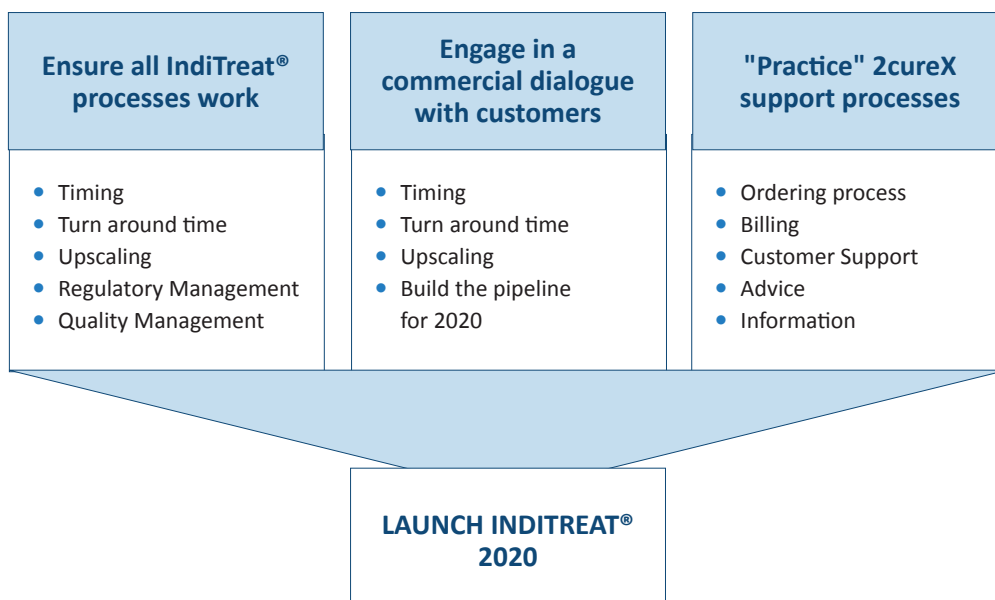 Ensure all IndiTreat®
processes work
Timing
Turn around time
Upscaling
Regulatory Management
Quality Management
Engage in a
commercial dialogue
with customers
Timing
Turn around time
Upscaling
Build the pipeline
for 2020
"Practice" 2cureX
support processes
Ordering process
Billing
Customer Support
Advice
Information
LAUNCH INDITREAT®
2020